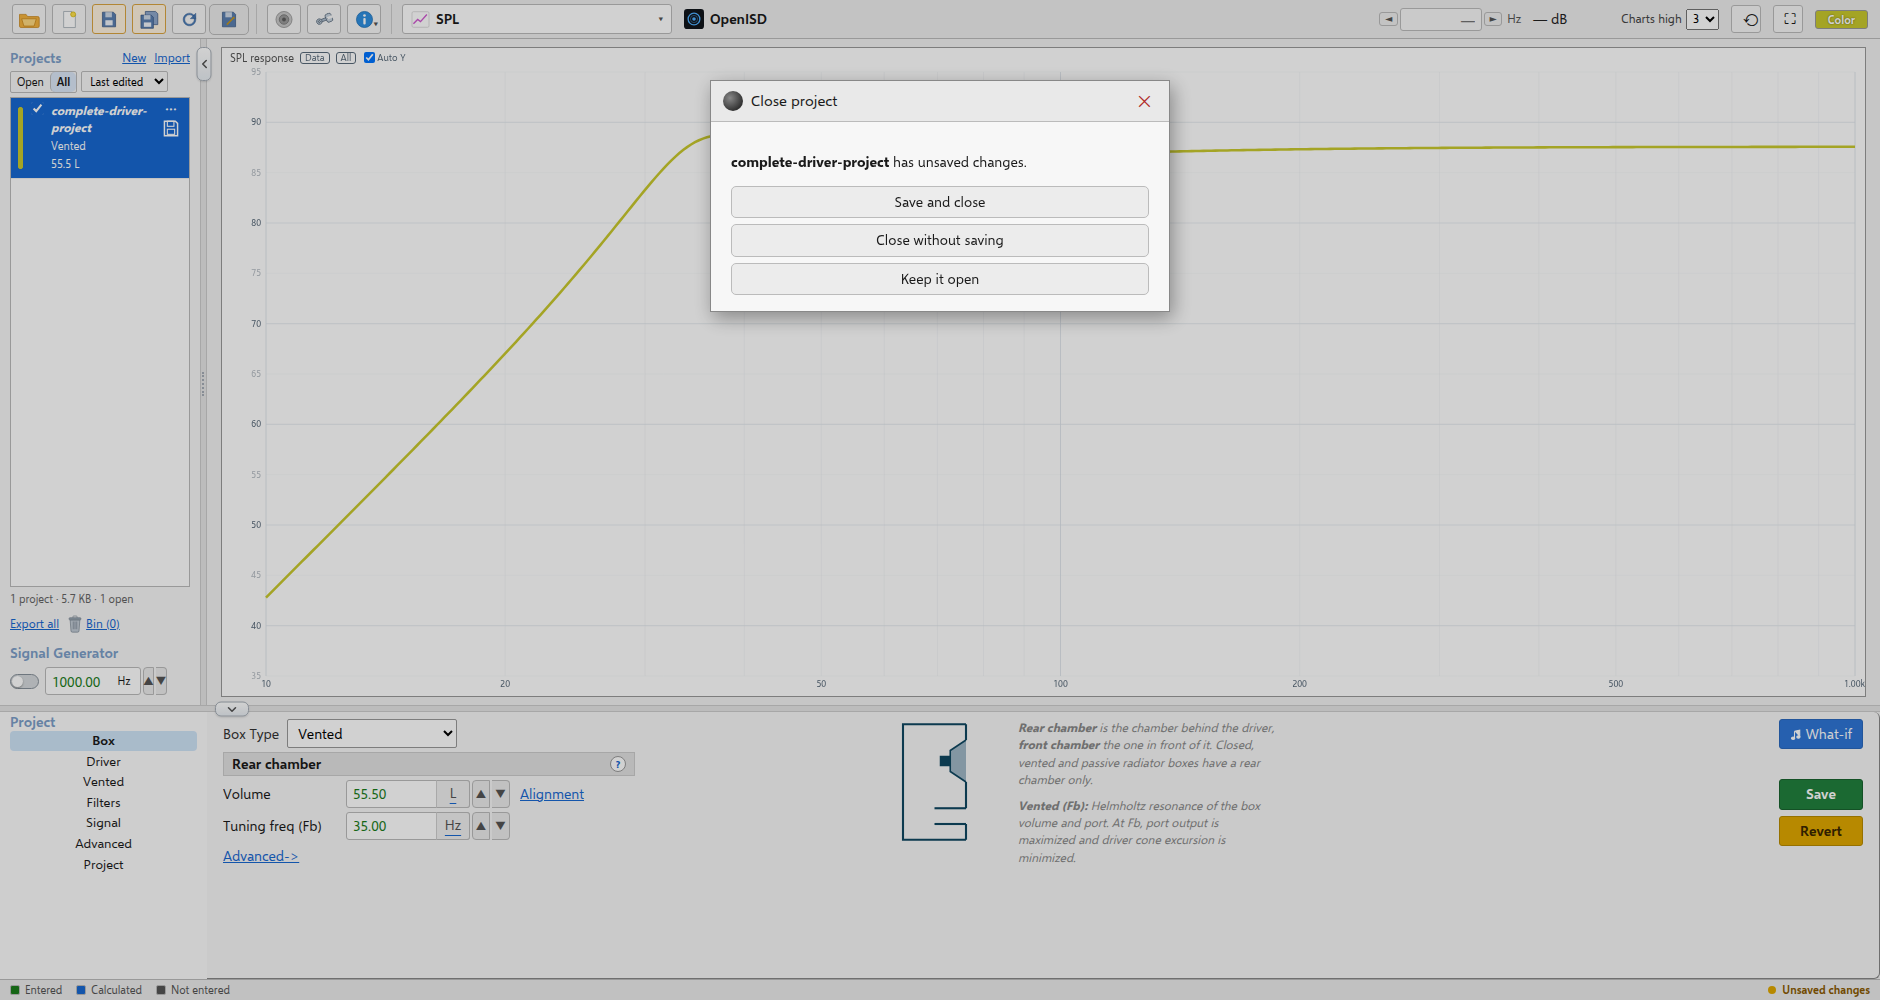 SPL
OpenISD
—
Hz
— dB
Charts high
3
Color
Projects
New
Import
Open
All
Last edited
complete-driver-
project
Vented
55.5 L
1 project · 5.7 KB · 1 open
Export all
Bin (0)
Signal Generator
1000.00
Hz
SPL response
Data
All
Auto Y
95
90
85
80
75
70
65
60
55
50
45
40
35
10
20
50
100
200
500
1.00k
Close project
complete-driver-project has unsaved changes.
Save and close
Close without saving
Keep it open
Project
Box
Driver
Vented
Filters
Signal
Advanced
Project
Box Type
Vented
Rear chamber
?
Volume
55.50
L
Alignment
Tuning freq (Fb)
35.00
Hz
Advanced->
Rear chamber is the chamber behind the driver,
front chamber the one in front of it. Closed,
vented and passive radiator boxes have a rear
chamber only.
Vented (Fb): Helmholtz resonance of the box
volume and port. At Fb, port output is
maximized and driver cone excursion is
minimized.
What-if
Save
Revert
Entered
Calculated
Not entered
Unsaved changes